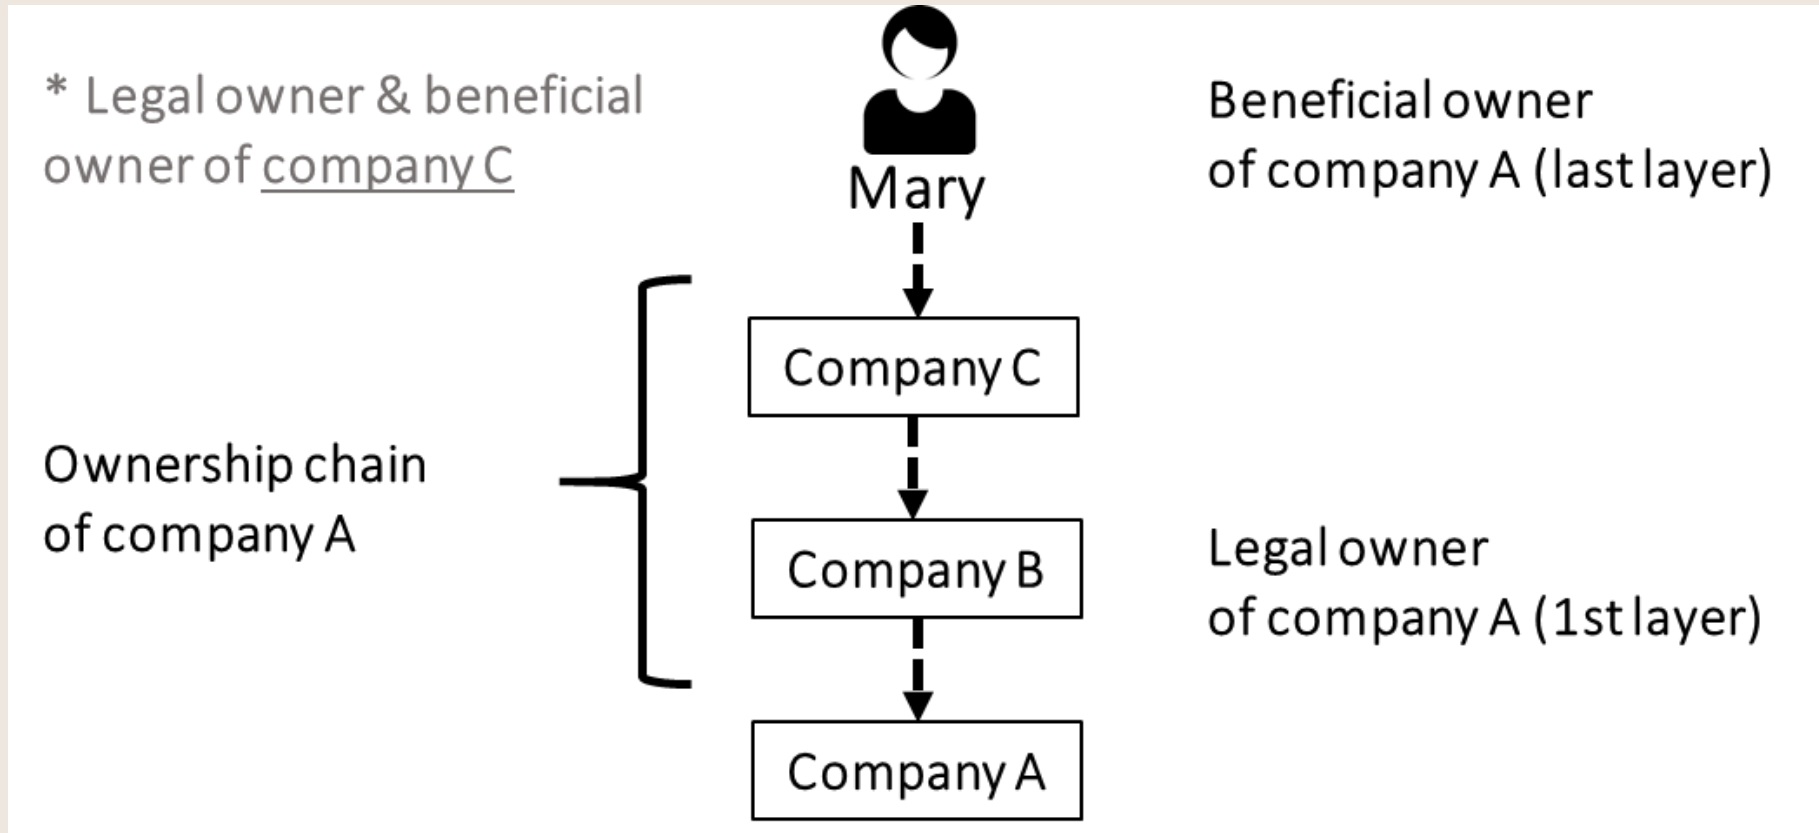 * Legal owner & beneficial
owner of company C
Mary
Beneficial owner
of company A (last layer)
Company C
Ownership chain
of company A
Company B
Legal owner
of company A (1st layer)
Company A